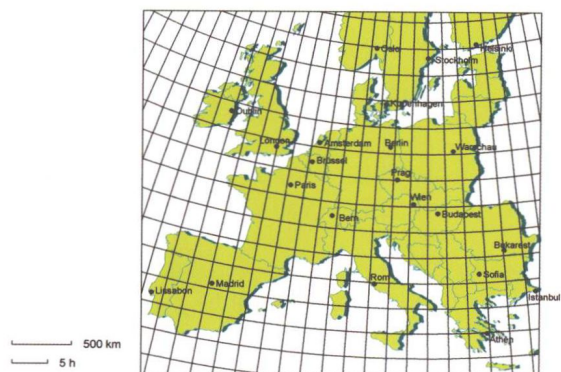 Oslo
Helsinki
Stockholm
Kopenhagen
Dublin
London
Amsterdam
Berlin
Warschau
Brüssel
Prag
Paris
Wien
Bern
Budapest
Bukarest
Rom
Sofia
Madrid
Lissabon
Istanbul
Athen
500 km
5 h